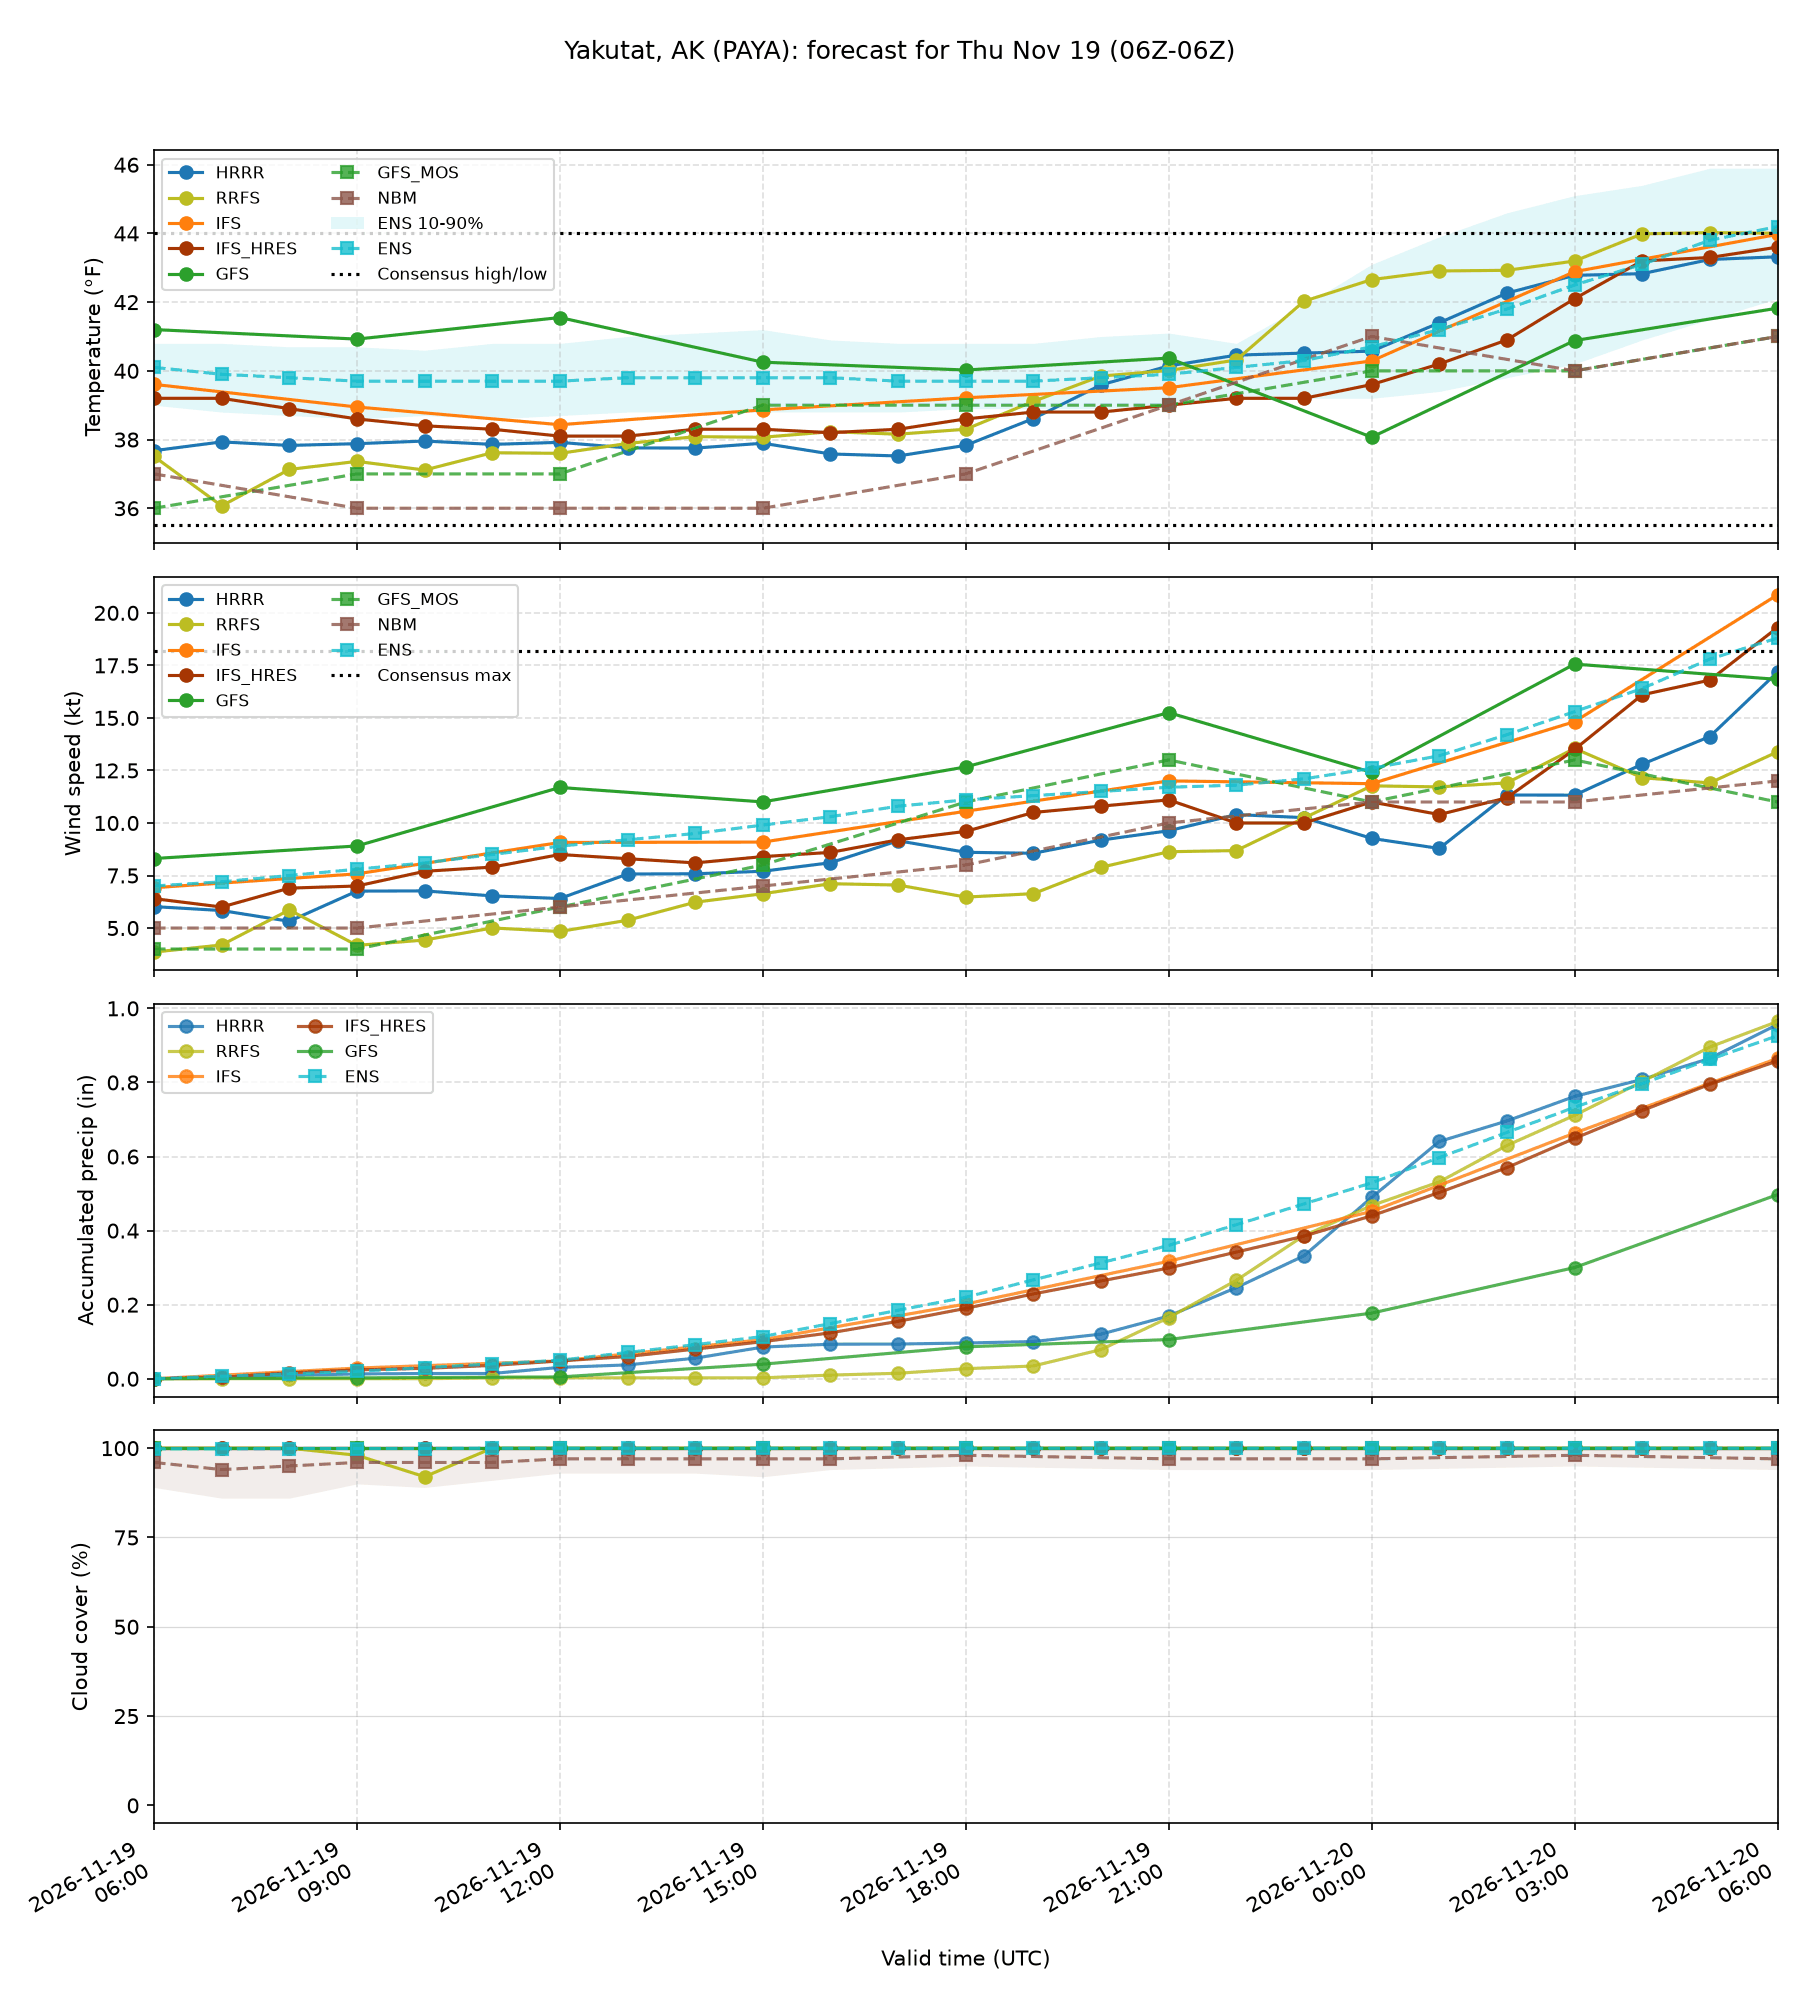 Yakutat, AK (PAYA): forecast for Thu Nov 19 (06Z-06Z)
Temperature (°F)
46
44
42
40
38
36
HRRR
RRFS
IFS
IFS_HRES
GFS
GFS_MOS
NBM
ENS 10-90%
ENS
Consensus high/low
Wind speed (kt)
20.0
17.5
15.0
12.5
10.0
7.5
5.0
HRRR
RRFS
IFS
IFS_HRES
GFS
GFS_MOS
NBM
ENS
Consensus max
Accumulated precip (in)
1.0
0.8
0.6
0.4
0.2
0.0
HRRR
RRFS
IFS
IFS_HRES
GFS
ENS
Cloud cover (%)
100
75
50
25
0
2026-11-19
06:00
2026-11-19
09:00
2026-11-19
12:00
2026-11-19
15:00
2026-11-19
18:00
2026-11-19
21:00
2026-11-20
00:00
2026-11-20
03:00
2026-11-20
06:00
Valid time (UTC)